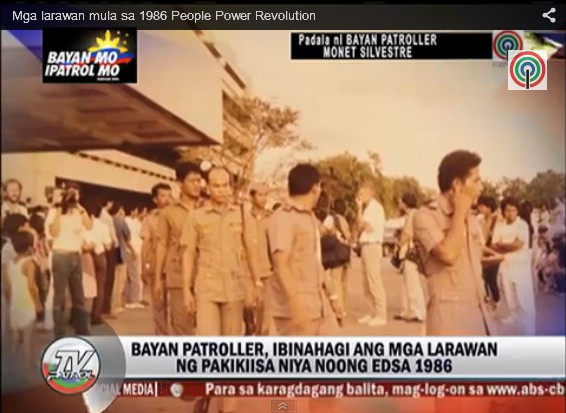 Mga larawan mula sa 1986 People Power Revolution
BAYAN MO
IPATROL MO
Padala ni BAYAN PATROLLER
MONET SILVESTRE
BAYAN PATROLLER, IBINAHAGI ANG MGA LARAWAN
NG PAKIKIISA NIYA NOONG EDSA 1986
TV
PATROL
SOCIAL MEDIA| Para sa karagdagang balita, mag-log-on sa www.abs-cb